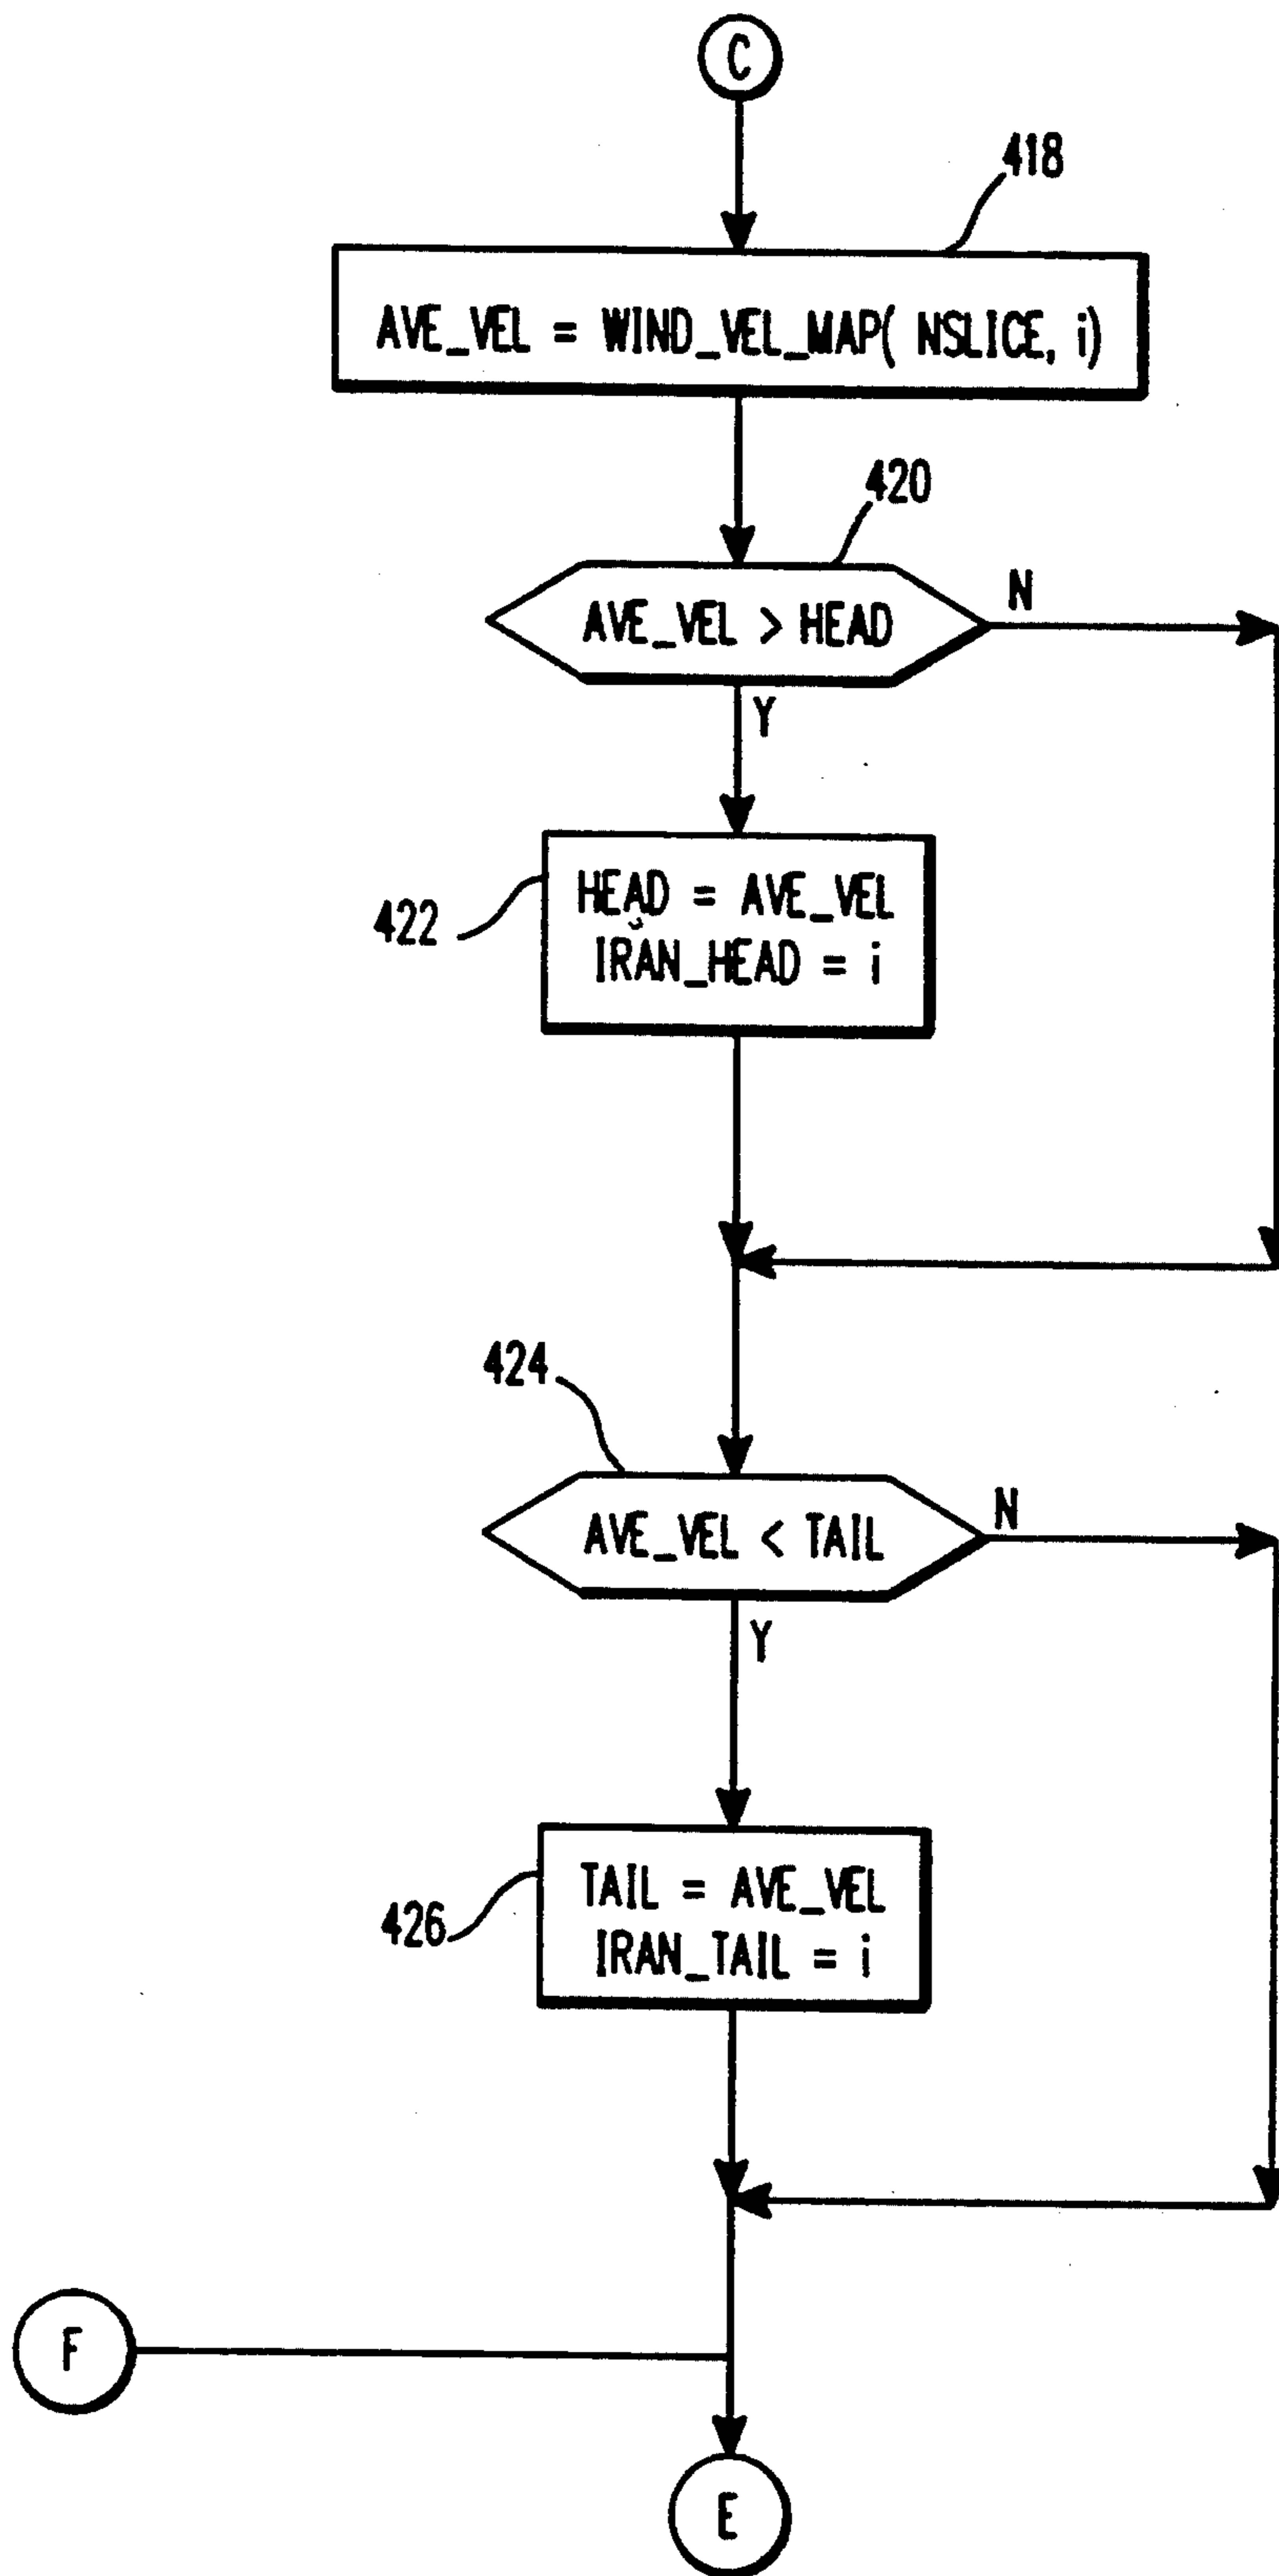 C
418
AVE_VEL = WIND_VEL_MAP( NSLICE, i)
420
AVE_VEL > HEAD
N
Y
422
HEAD = AVE_VEL
IRAN_HEAD = i
424
AVE_VEL < TAIL
N
Y
426
TAIL = AVE_VEL
IRAN_TAIL = i
F
E